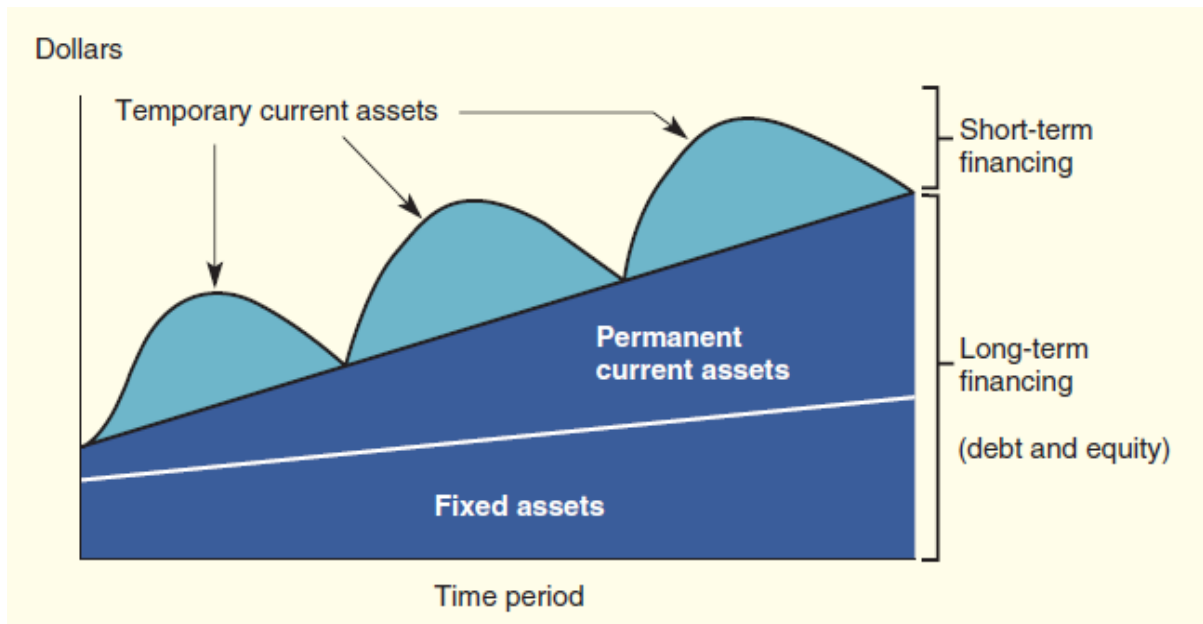 Dollars
Temporary current assets
Short-term
financing
Permanent
current assets
Long-term
financing
(debt and equity)
Fixed assets
Time period